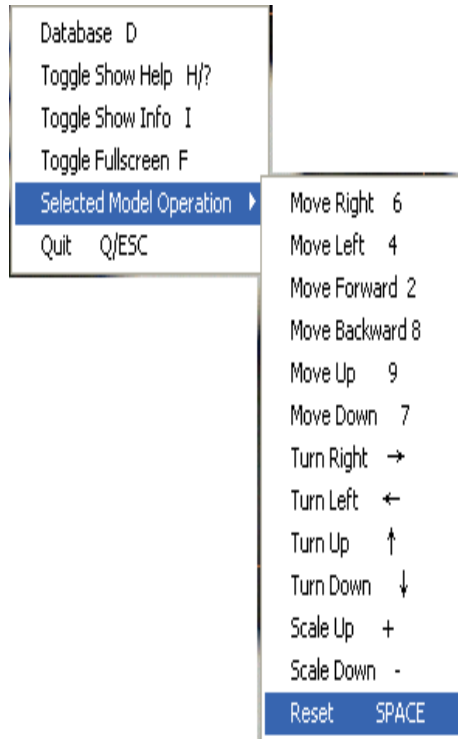 Database D
Toggle Show Help H/?
Toggle Show Info I
Toggle Fullscreen F
Selected Model Operation
Quit Q/ESC
Move Right 6
Move Left 4
Move Forward 2
Move Backward 8
Move Up 9
Move Down 7
Turn Right →
Turn Left ←
Turn Up ↑
Turn Down ↓
Scale Up +
Scale Down -
Reset SPACE